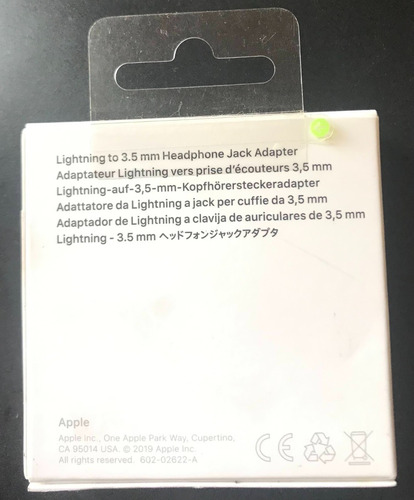 Lightning to 3.5 mm Headphone Jack Adapter
Adaptateur Lightning vers prise d'écouteurs 3,5 mm
Lightning-auf-3,5-mm-Kopfhörersteckeradapter
Adattatore da Lightning a jack per cuffie da 3,5 mm
Adaptador de Lightning a clavija de auriculares de 3,5 mm
Lightning - 3.5 mm ヘッドフォンジャックアダプタ
Apple
Apple Inc., One Apple Park Way, Cupertino,
CA 95014 USA. © 2019 Apple Inc.
All rights reserved. 602-02622-A
CE